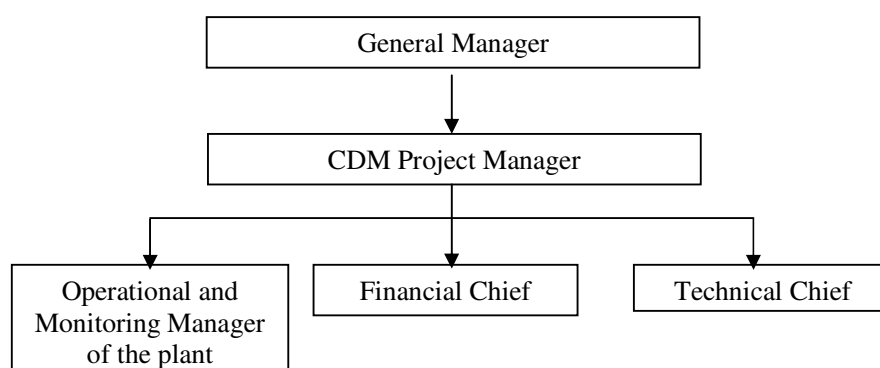 General Manager
CDM Project Manager
Operational and
Monitoring Manager
of the plant
Financial Chief
Technical Chief